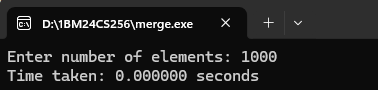 D:\1BM24CS256\merge.exe
Enter number of elements: 1000
Time taken: 0.000000 seconds